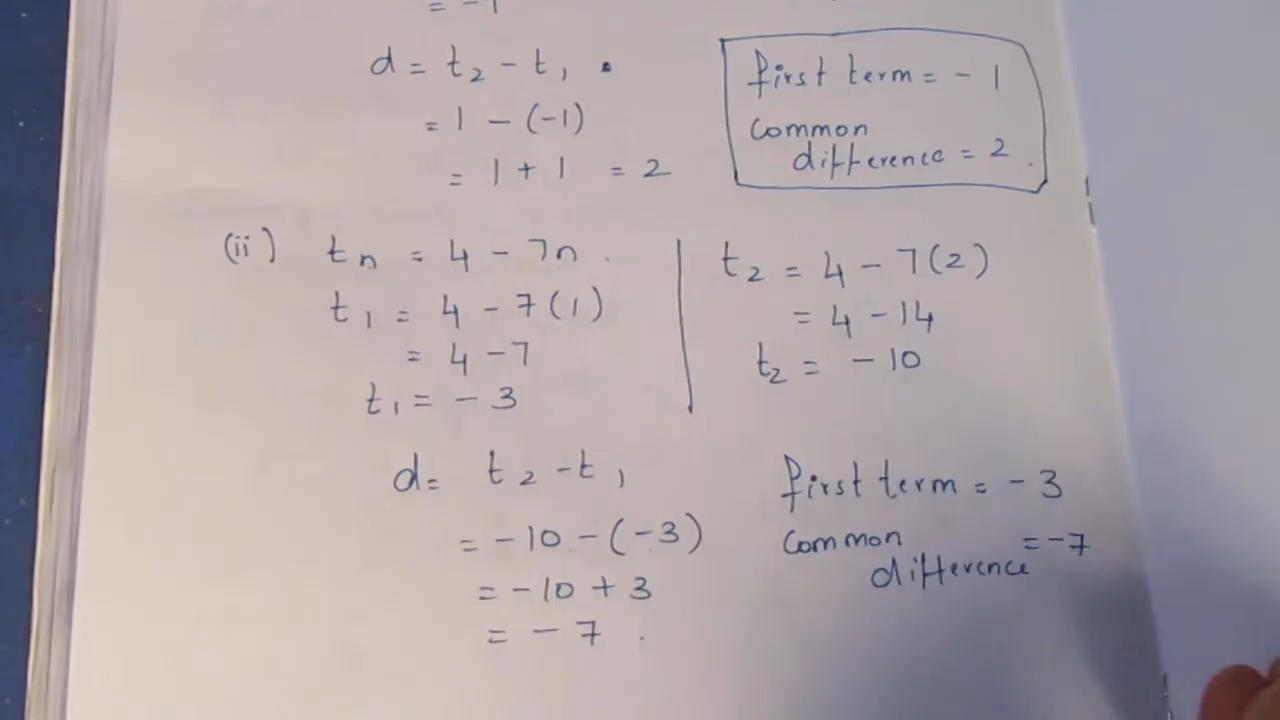 = -1
d = t₂ - t₁
= 1 - (-1)
= 1 + 1 = 2
first term = - 1
common
difference = 2 .
(ii) tₙ = 4 - 7n .
t₁ = 4 - 7(1)
= 4 - 7
t₁ = - 3
t₂ = 4 - 7(2)
= 4 - 14
t₂ = - 10
d = t₂ - t₁
= - 10 - (-3)
= - 10 + 3
= - 7 .
first term = - 3
common
difference = -7